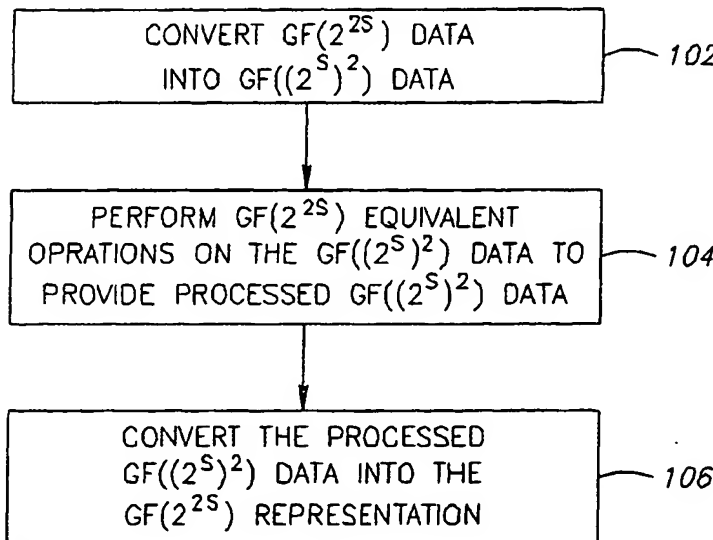 CONVERT GF(2^{2S}) DATA
INTO GF((2^S)^2) DATA
102
PERFORM GF(2^{2S}) EQUIVALENT
OPRATIONS ON THE GF((2^S)^2) DATA TO
PROVIDE PROCESSED GF((2^S)^2) DATA
104
CONVERT THE PROCESSED
GF((2^S)^2) DATA INTO THE
GF(2^{2S}) REPRESENTATION
106